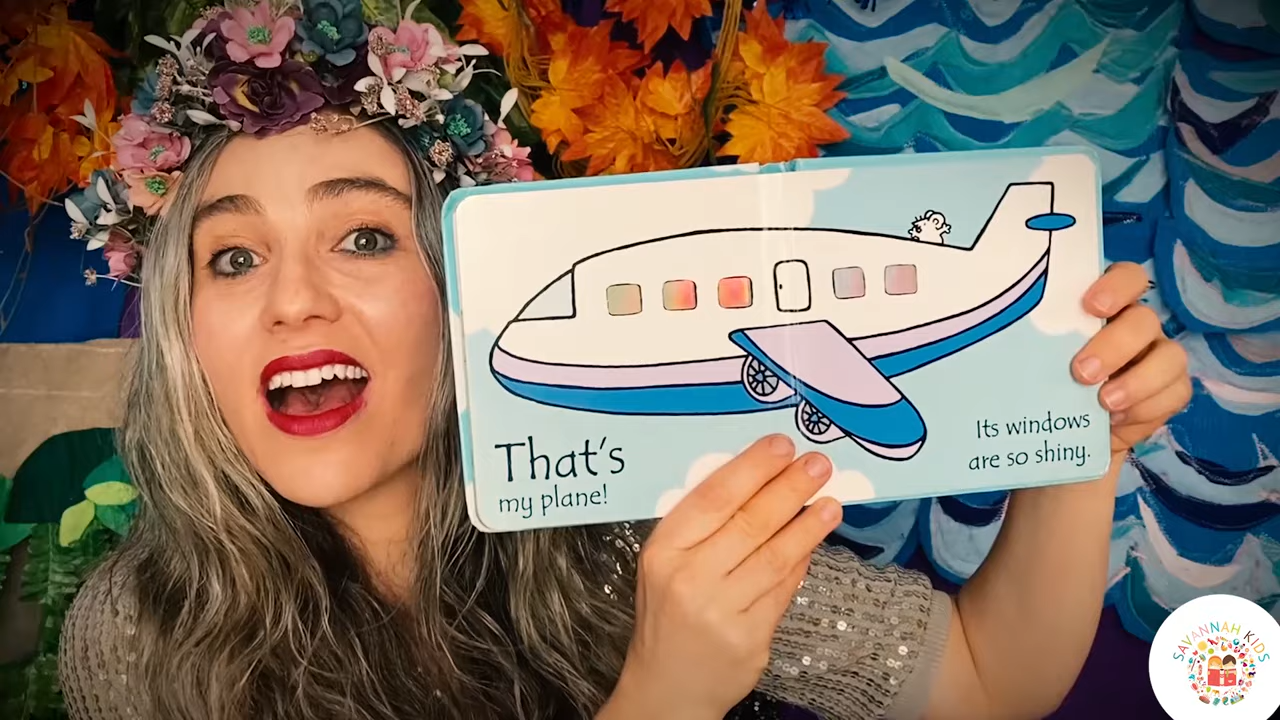 That's
my plane!
Its windows
are so shiny.
SAVANNAH KIDS